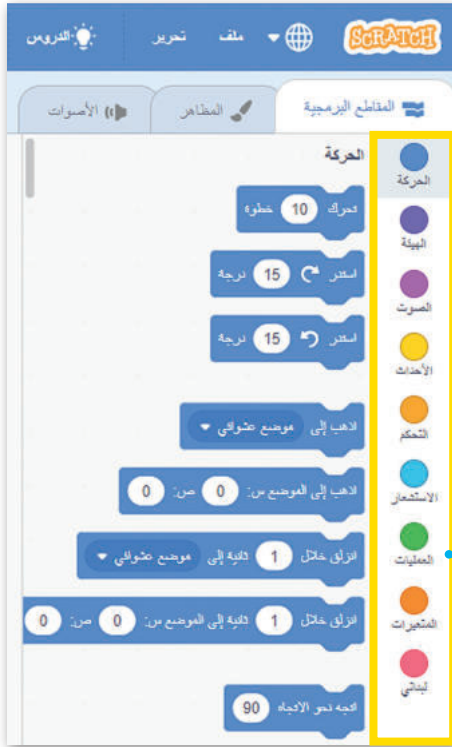 SCRATCH ملف تحرير الدروس
المقاطع البرمجية المظاهر الأصوات
الحركة
الهيئة
الصوت
الأحداث
التحكم
الاستشعار
العمليات
المتغيرات
لبناتي
الحركة
تحرك 10 خطوة
استدر 15 درجة
استدر 15 درجة
اذهب إلى موضع عشوائي
اذهب إلى الموضع س: 0 ص: 0
انزلق خلال 1 ثانية إلى موضع عشوائي
انزلق خلال 1 ثانية إلى الموضع س: 0 ص: 0
اتجه نحو الاتجاه 90